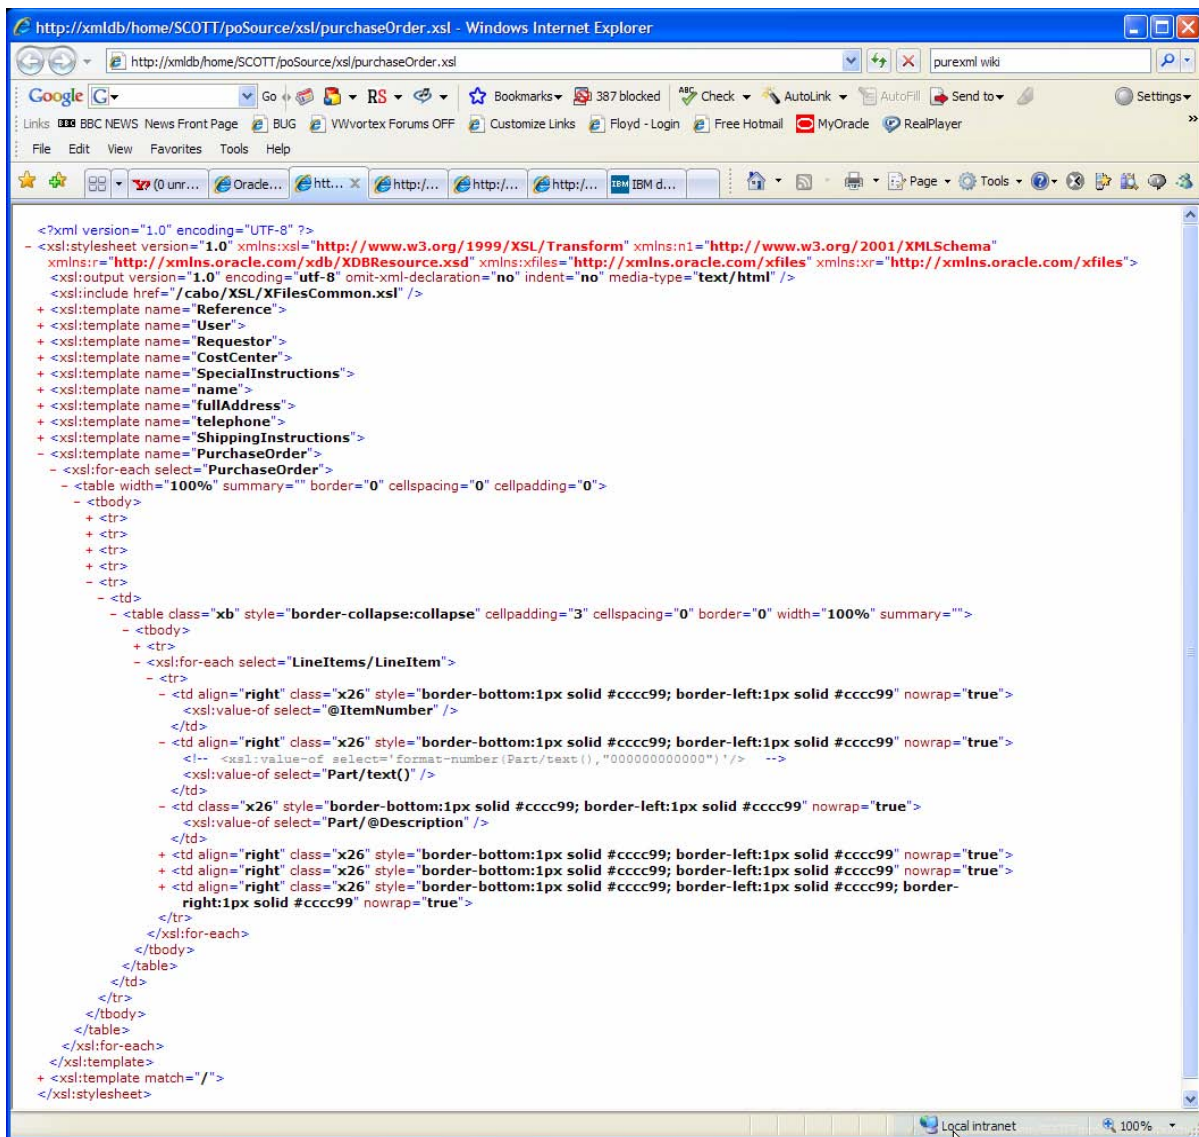 http://xmldb/home/SCOTT/poSource/xsl/purchaseOrder.xsl - Windows Internet Explorer
http://xmldb/home/SCOTT/poSource/xsl/purchaseOrder.xsl purexml wiki
Google G Go RS Bookmarks 387 blocked ABC Check AutoLink AutoFill Send to Settings
Links BBC NEWS News Front Page BUG VWvortex Forums OFF Customize Links Floyd - Login Free Hotmail MyOracle RealPlayer »
File Edit View Favorites Tools Help
(0 unr... Oracle... htt... X http:/... http:/... http:/... IBM IBM d... Page Tools
<?xml version="1.0" encoding="UTF-8" ?>
- <xsl:stylesheet version="1.0" xmlns:xsl="http://www.w3.org/1999/XSL/Transform" xmlns:n1="http://www.w3.org/2001/XMLSchema"
xmlns:r="http://xmlns.oracle.com/xdb/XDBResource.xsd" xmlns:xfiles="http://xmlns.oracle.com/xfiles" xmlns:xr="http://xmlns.oracle.com/xfiles">
<xsl:output version="1.0" encoding="utf-8" omit-xml-declaration="no" indent="no" media-type="text/html" />
<xsl:include href="/cabo/XSL/XFilesCommon.xsl" />
+ <xsl:template name="Reference">
+ <xsl:template name="User">
+ <xsl:template name="Requestor">
+ <xsl:template name="CostCenter">
+ <xsl:template name="SpecialInstructions">
+ <xsl:template name="name">
+ <xsl:template name="fullAddress">
+ <xsl:template name="telephone">
+ <xsl:template name="ShippingInstructions">
- <xsl:template name="PurchaseOrder">
- <xsl:for-each select="PurchaseOrder">
- <table width="100%" summary="" border="0" cellspacing="0" cellpadding="0">
- <tbody>
+ <tr>
+ <tr>
+ <tr>
+ <tr>
- <tr>
- <td>
- <table class="xb" style="border-collapse:collapse" cellpadding="3" cellspacing="0" border="0" width="100%" summary="">
- <tbody>
+ <tr>
- <xsl:for-each select="LineItems/LineItem">
- <tr>
- <td align="right" class="x26" style="border-bottom:1px solid #cccc99; border-left:1px solid #cccc99" nowrap="true">
<xsl:value-of select="@ItemNumber" />
</td>
- <td align="right" class="x26" style="border-bottom:1px solid #cccc99; border-left:1px solid #cccc99" nowrap="true">
<!-- <xsl:value-of select='format-number(Part/text(),"000000000000")'/> -->
<xsl:value-of select="Part/text()" />
</td>
- <td class="x26" style="border-bottom:1px solid #cccc99; border-left:1px solid #cccc99" nowrap="true">
<xsl:value-of select="Part/@Description" />
</td>
+ <td align="right" class="x26" style="border-bottom:1px solid #cccc99; border-left:1px solid #cccc99" nowrap="true">
+ <td align="right" class="x26" style="border-bottom:1px solid #cccc99; border-left:1px solid #cccc99" nowrap="true">
+ <td align="right" class="x26" style="border-bottom:1px solid #cccc99; border-left:1px solid #cccc99; border-
right:1px solid #cccc99" nowrap="true">
</tr>
</xsl:for-each>
</tbody>
</table>
</td>
</tr>
</tbody>
</table>
</xsl:for-each>
</xsl:template>
+ <xsl:template match="/">
</xsl:stylesheet>
Local intranet 100%